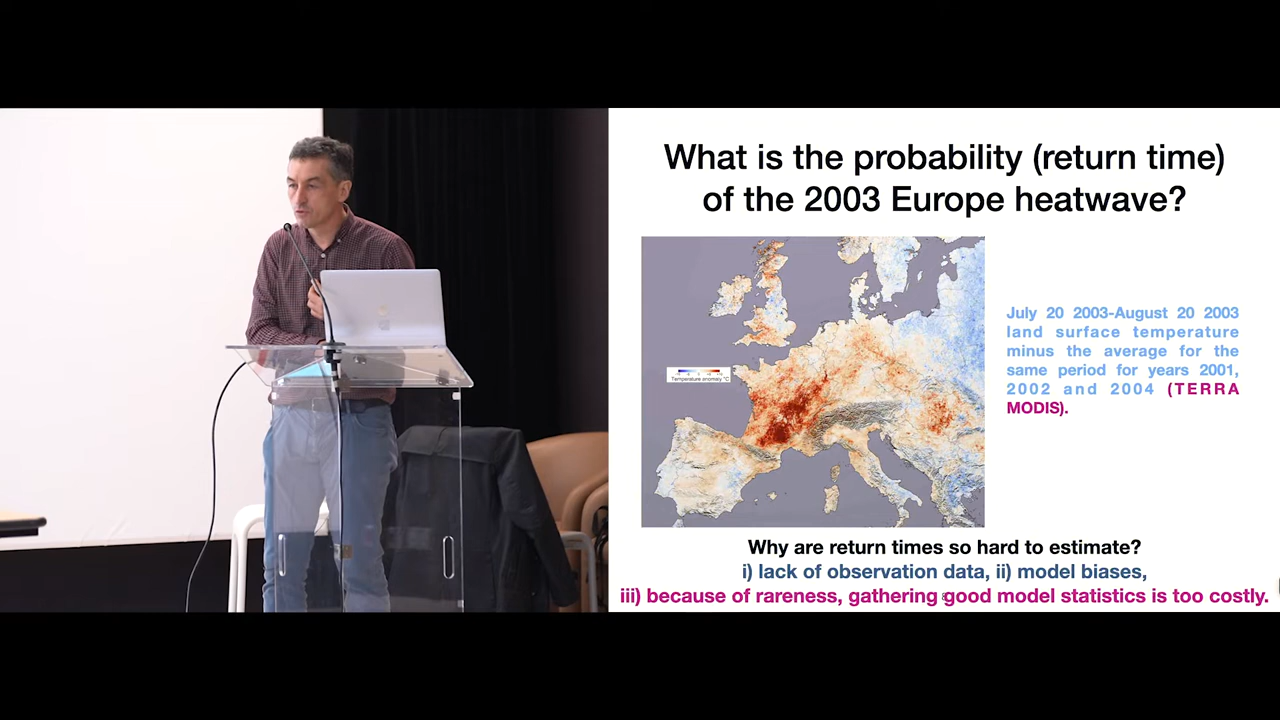 What is the probability (return time)
of the 2003 Europe heatwave?
July 20 2003-August 20 2003
land surface temperature
minus the average for the
same period for years 2001,
2002 and 2004 (TERRA
MODIS).
Temperature anomaly °C
Why are return times so hard to estimate?
i) lack of observation data, ii) model biases,
iii) because of rareness, gathering good model statistics is too costly.